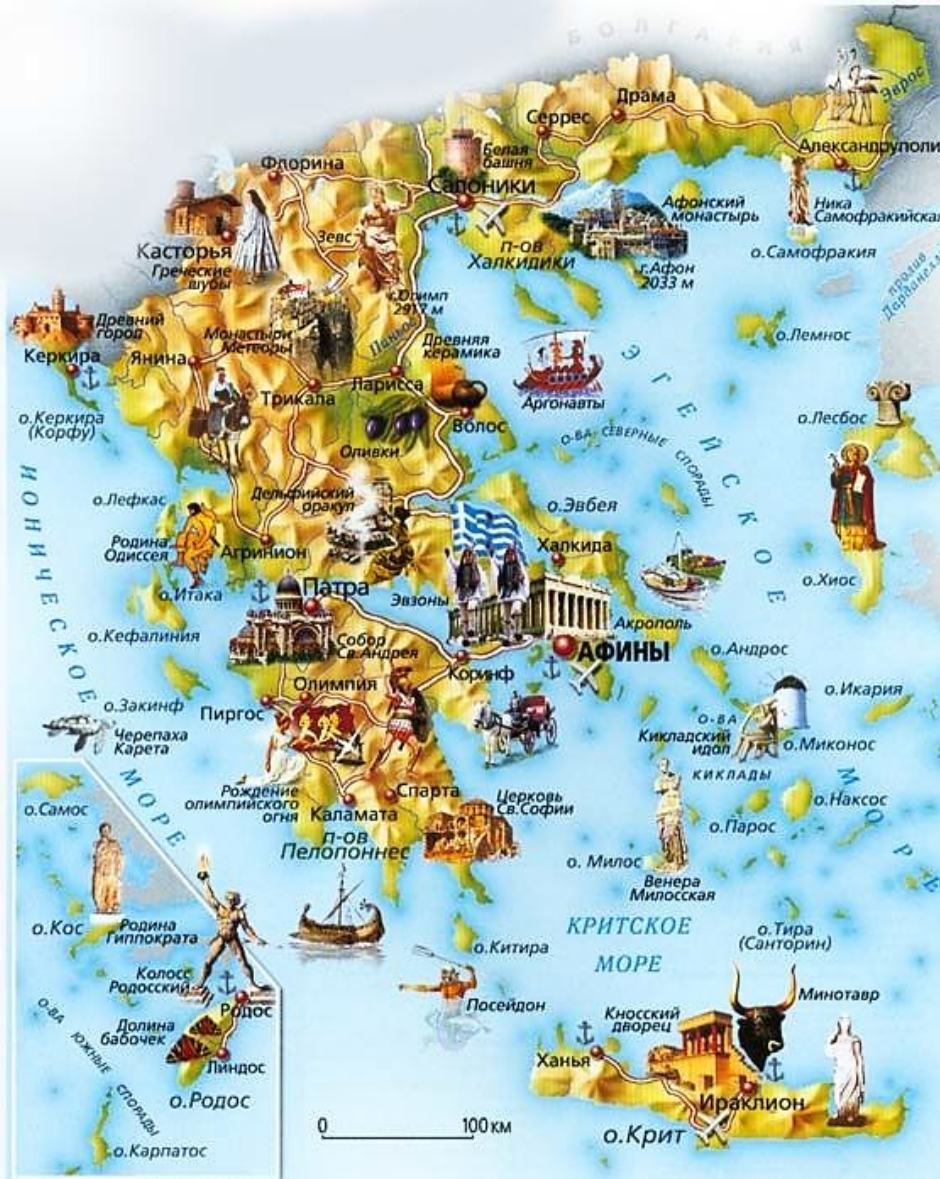 БОЛГАРИЯ
Эврос
Драма
Серрес
Александруполи
Белая
башня
Флорина
Салоники
Афонский
монастырь
Ника
Самофракийская
Зевс
Касторья
Греческие
шубы
п-ов
Халкидики
г.Афон
2033 м
о.Самофракия
пролив
Дарданеллы
г.Олимп
2917 м
Древний
город
Монастыри
Метеоры
Древняя
керамика
о.Лемнос
Керкира
Янина
Трикала
Ларисса
Аргонавты
о.Керкира
(Корфу)
Волос
о.Лесбос
Оливки
О-ВА СЕВЕРНЫЕ СПОРАДЫ
ЭГЕЙСКОЕ
МОРЕ
ИОНИЧЕСКОЕ
МОРЕ
о.Лефкас
Дельфийский
оракул
о.Эвбея
Родина
Одиссея
Агринион
Халкида
о.Хиос
о.Итака
Патра
Эвзоны
Акрополь
о.Кефалиния
Собор
Св.Андрея
АФИНЫ
о.Андрос
Коринф
Олимпия
о.Икария
о.Закинф
Пиргос
О-ВА
КИКЛАДЫ
Кикладский
идол
о.Миконос
Черепаха
Карета
Рождение
олимпийского
огня
Спарта
Каламата
Церковь
Св.Софии
о.Наксос
о.Парос
п-ов
Пелопоннес
о. Милос
Венера
Милосская
о.Самос
КРИТСКОЕ
МОРЕ
о.Тира
(Санторин)
о.Кос
Родина
Гиппократа
о.Китира
Колосс
Родосский
Посейдон
Минотавр
Родос
Кносский
дворец
О-ВА ЮЖНЫЕ СПОРАДЫ
Долина
бабочек
Линдос
Ханья
о.Родос
Ираклион
0 100 км
о.Крит
о.Карпатос